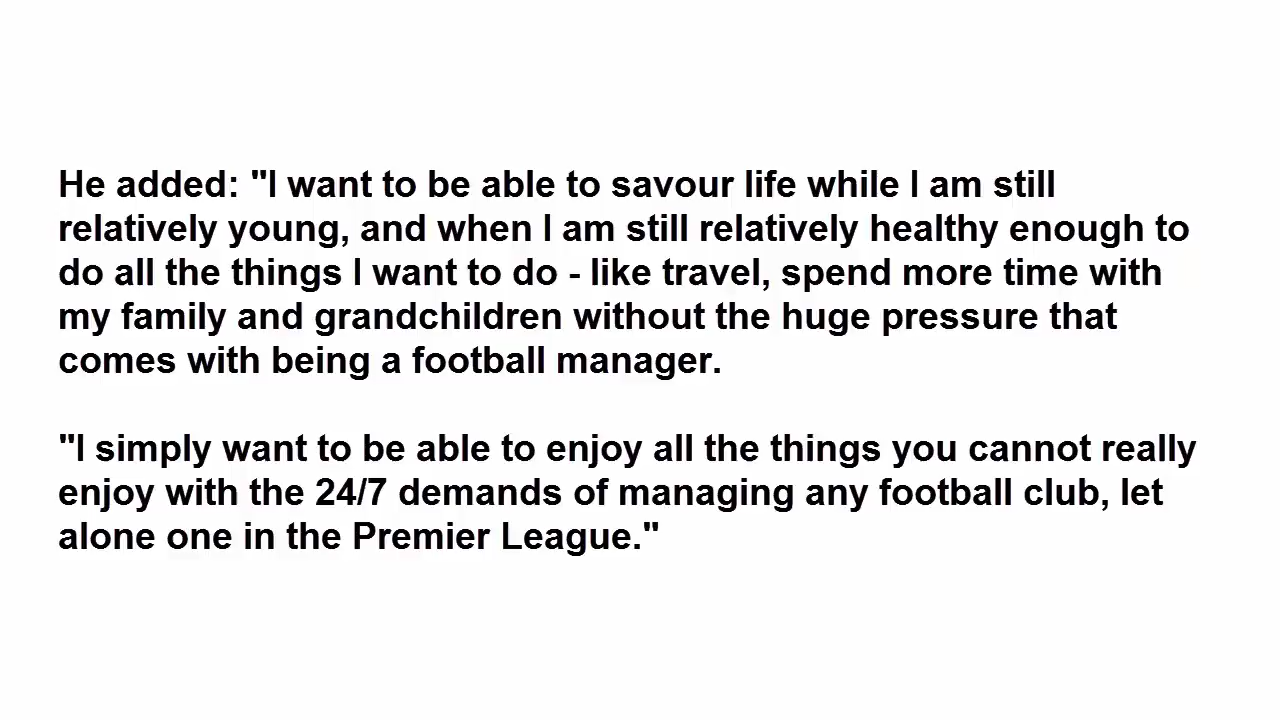 He added: "I want to be able to savour life while I am still
relatively young, and when I am still relatively healthy enough to
do all the things I want to do - like travel, spend more time with
my family and grandchildren without the huge pressure that
comes with being a football manager.
"I simply want to be able to enjoy all the things you cannot really
enjoy with the 24/7 demands of managing any football club, let
alone one in the Premier League."